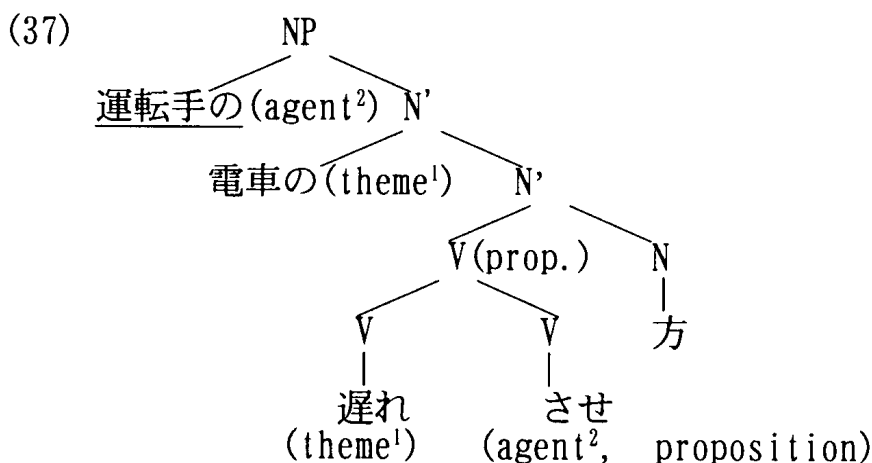 (37) NP
運転手の(agent²) N'
電車の(theme¹) N'
V(prop.) N
V V 方
遅れ させ
(theme¹) (agent², proposition)